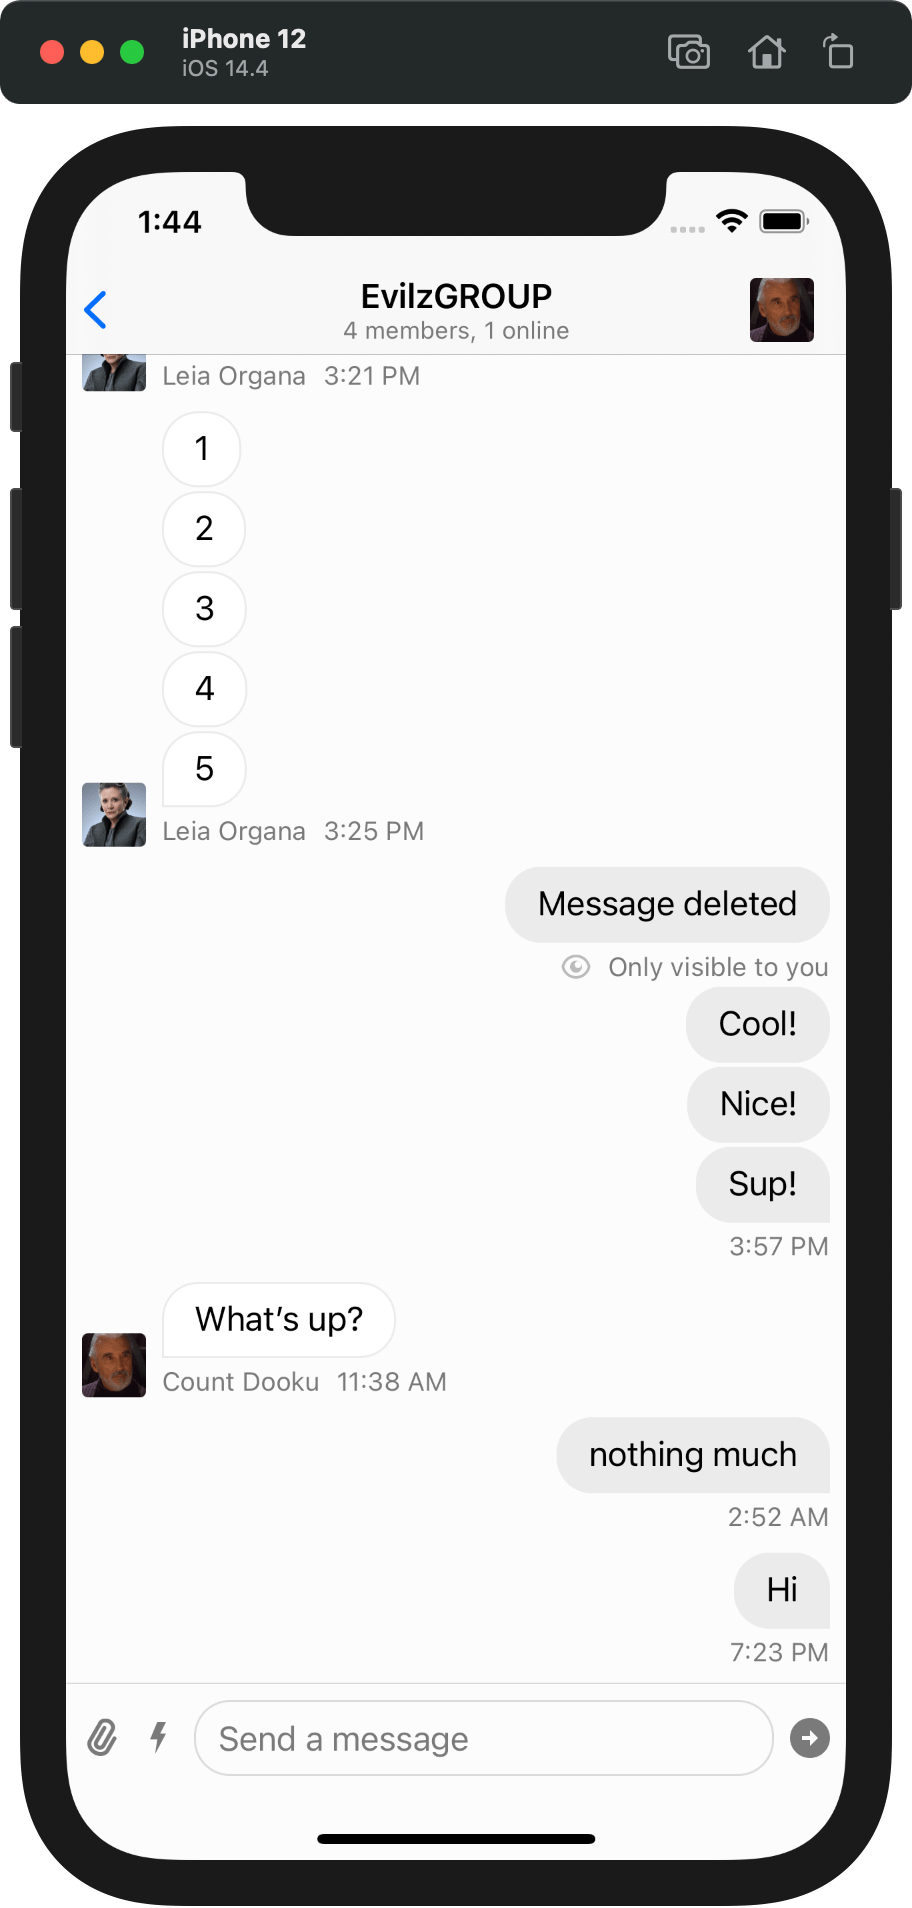 iPhone 12
iOS 14.4
1:44
EvilzGROUP
4 members, 1 online
Leia Organa 3:21 PM
1
2
3
4
5
Leia Organa 3:25 PM
Message deleted
Only visible to you
Cool!
Nice!
Sup!
3:57 PM
What’s up?
Count Dooku 11:38 AM
nothing much
2:52 AM
Hi
7:23 PM
Send a message